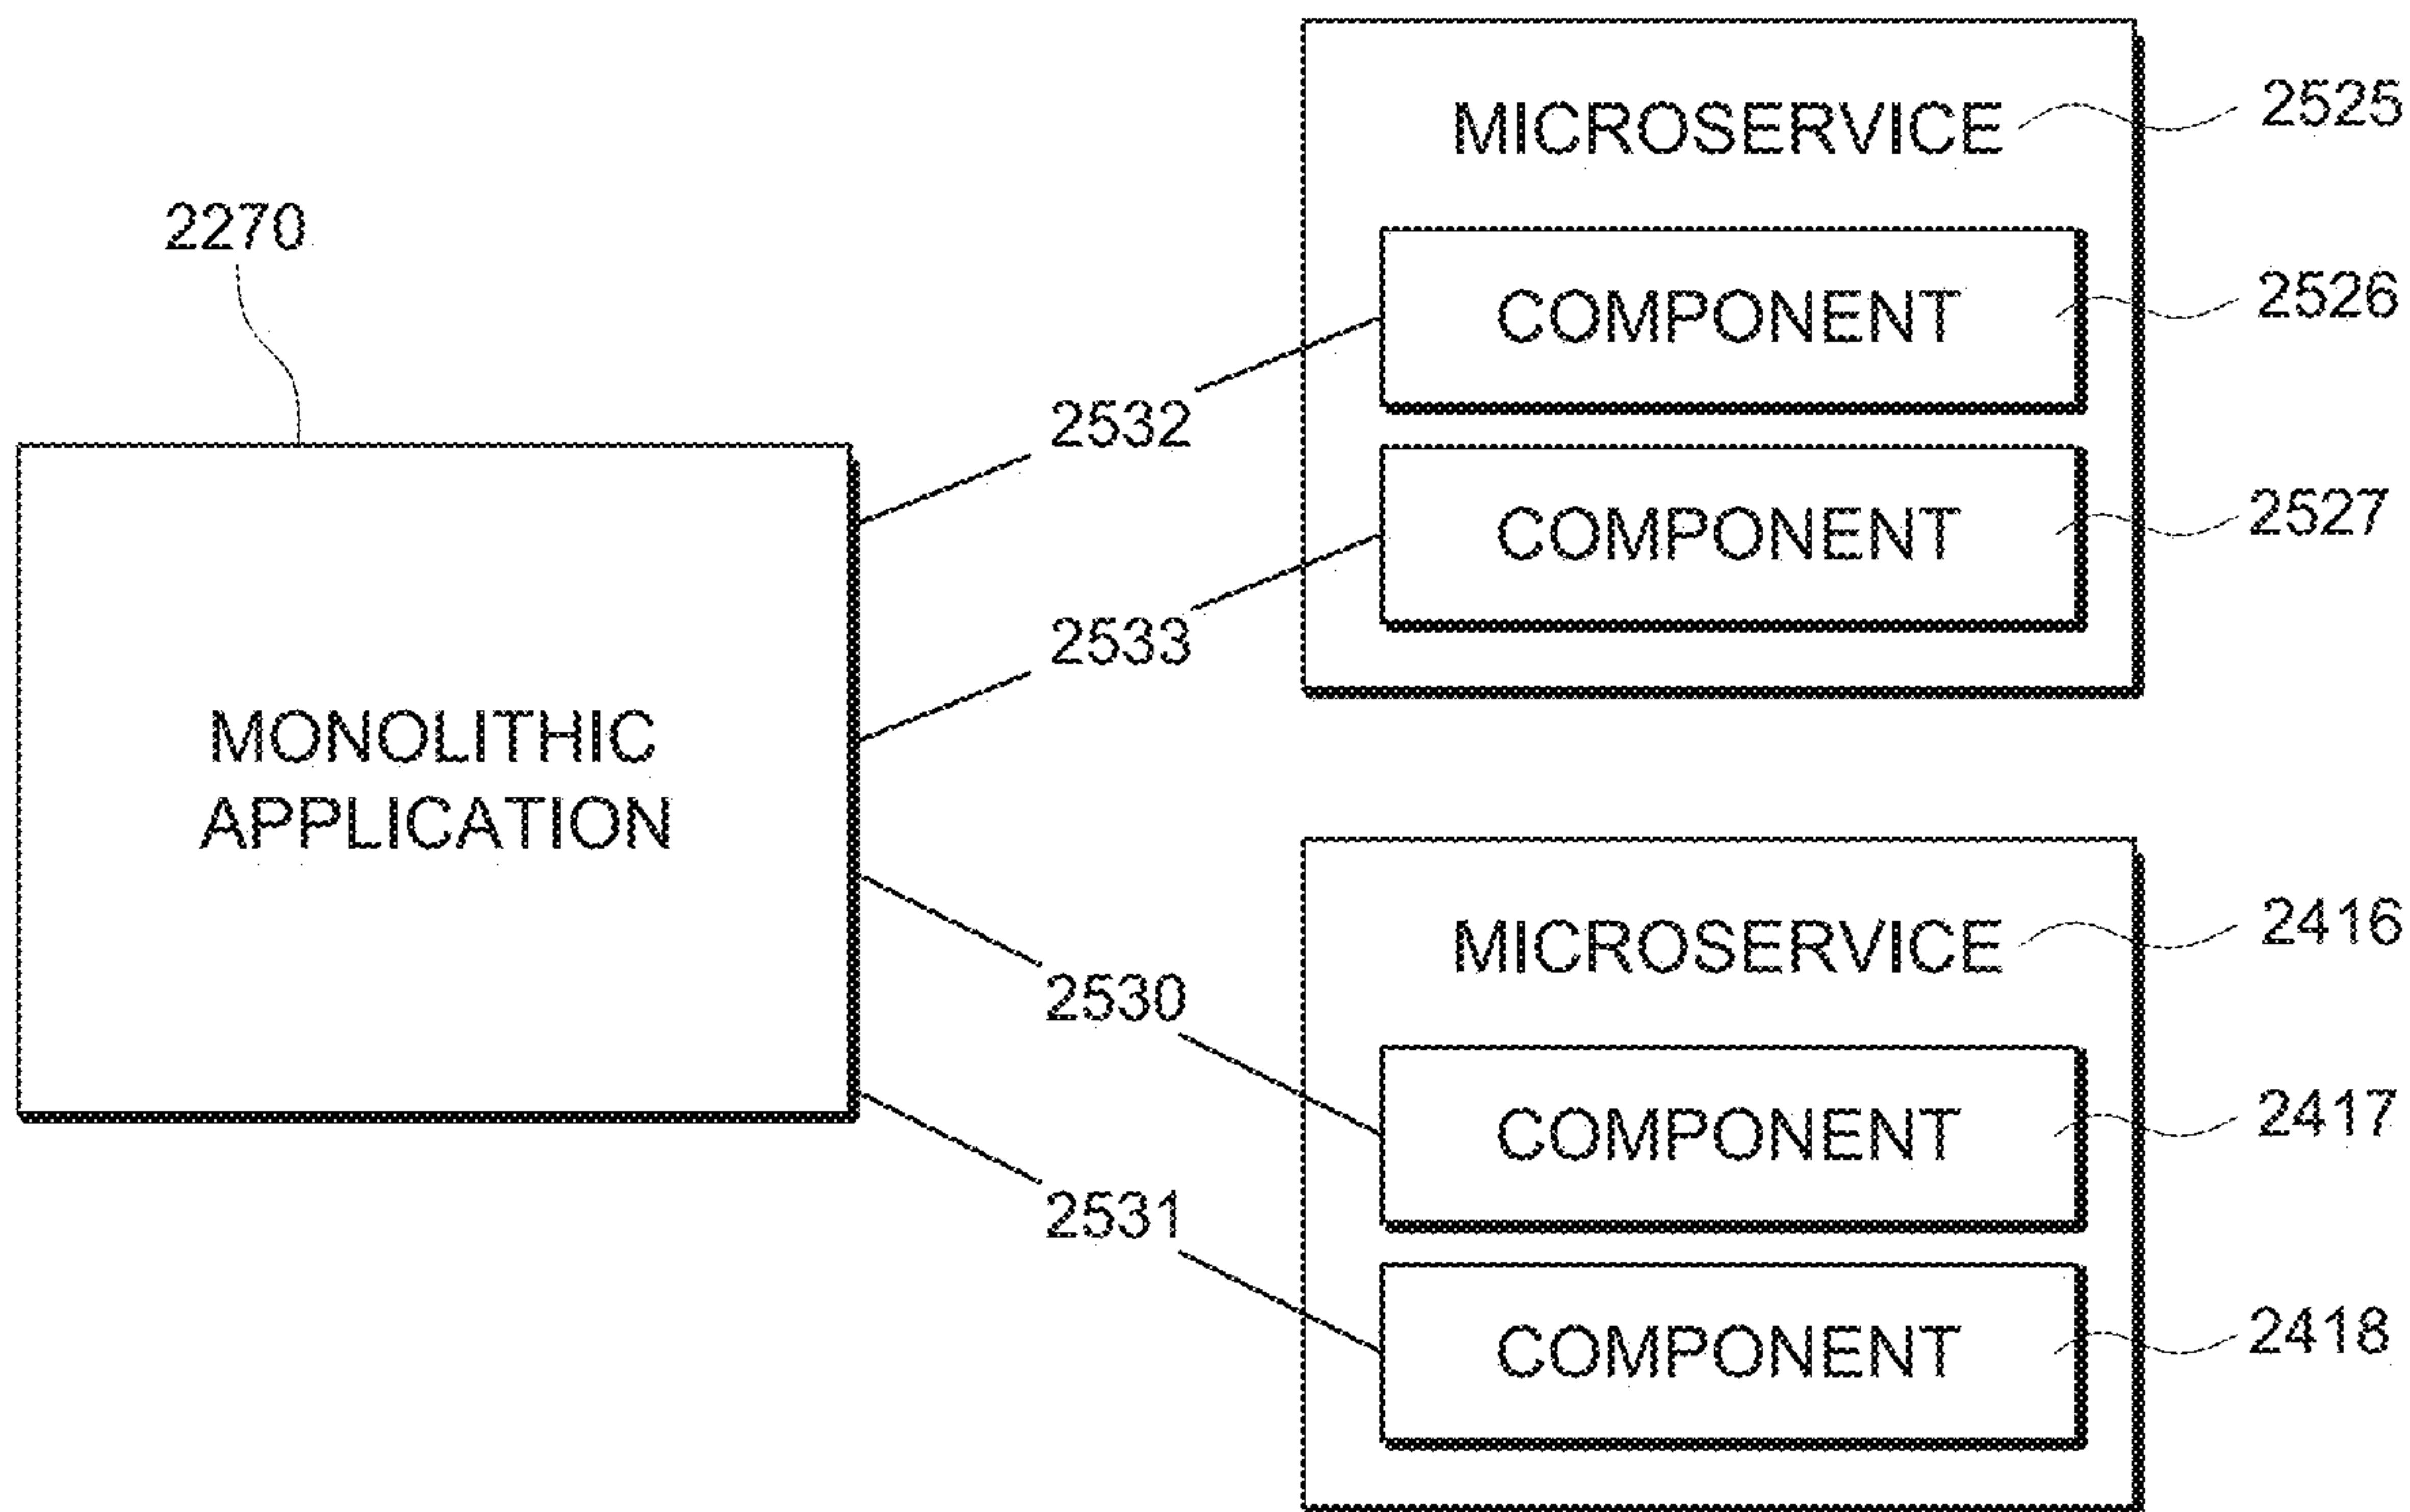 2270
MONOLITHIC
APPLICATION
2532
2533
2530
2531
MICROSERVICE
2525
COMPONENT
2526
COMPONENT
2527
MICROSERVICE
2416
COMPONENT
2417
COMPONENT
2418